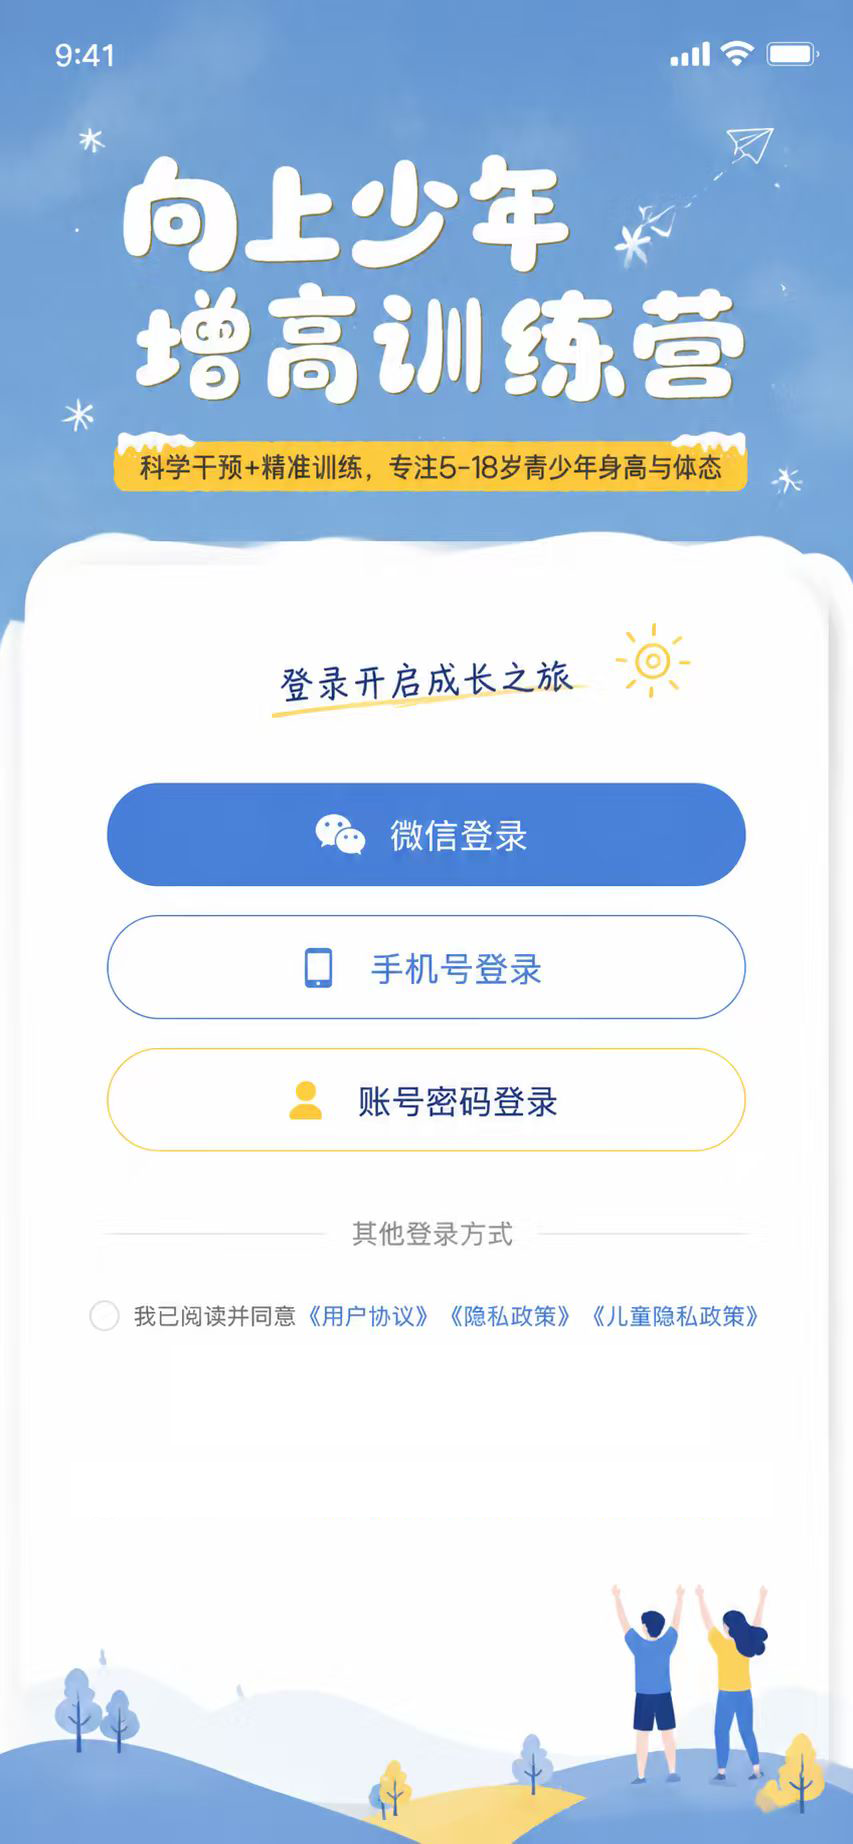 9:41
向上少年
增高训练营
科学干预+精准训练，专注5-18岁青少年身高与体态
登录开启成长之旅
微信登录
手机号登录
账号密码登录
其他登录方式
我已阅读并同意《用户协议》《隐私政策》《儿童隐私政策》